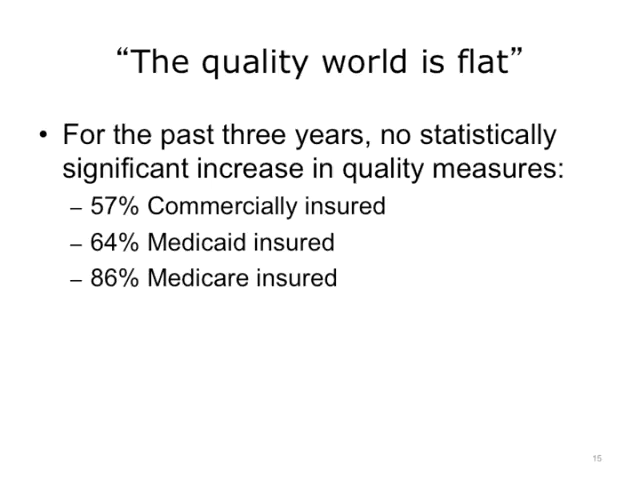 “The quality world is flat”
• For the past three years, no statistically
significant increase in quality measures:
– 57% Commercially insured
– 64% Medicaid insured
– 86% Medicare insured
15